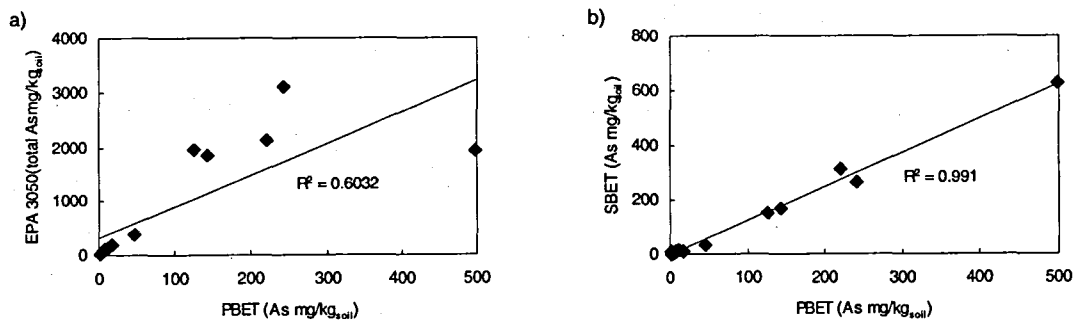 a)
EPA 3050(total Asmg/kgsoil)
4000
3000
2000
1000
0
R² = 0.6032
0 100 200 300 400 500
PBET (As mg/kgsoil)
b)
SBET (As mg/kgsoil)
800
600
400
200
0
R² = 0.991
0 100 200 300 400 500
PBET (As mg/kgsoil)